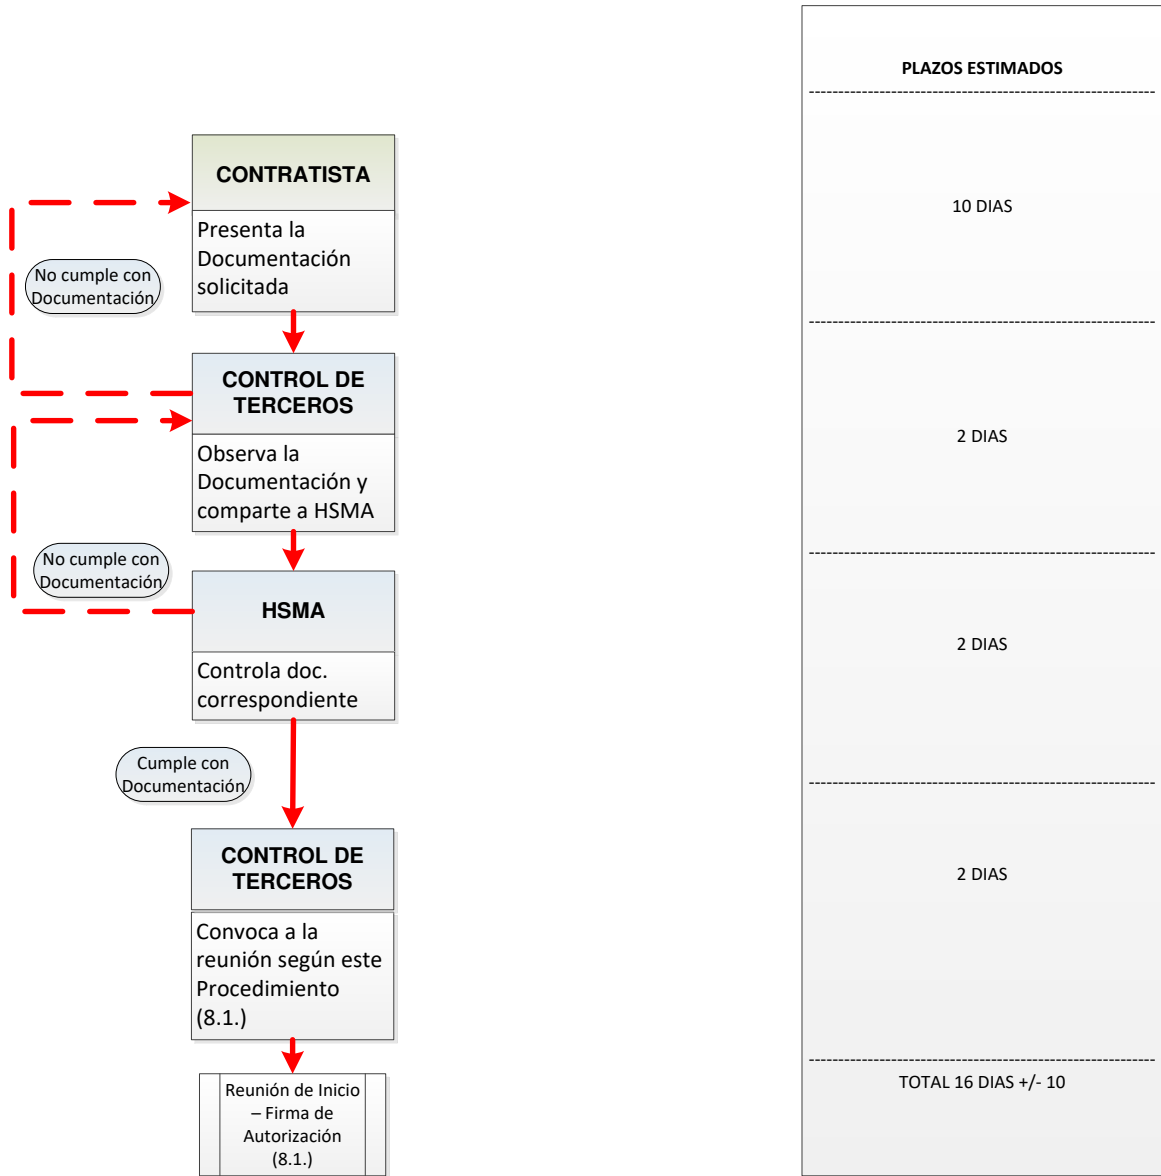 PLAZOS ESTIMADOS
CONTRATISTA
Presenta la
Documentación
solicitada
10 DIAS
No cumple con
Documentación
CONTROL DE
TERCEROS
Observa la
Documentación y
comparte a HSMA
2 DIAS
No cumple con
Documentación
HSMA
Controla doc.
correspondiente
2 DIAS
Cumple con
Documentación
CONTROL DE
TERCEROS
Convoca a la
reunión según este
Procedimiento
(8.1.)
2 DIAS
Reunión de Inicio
– Firma de
Autorización
(8.1.)
TOTAL 16 DIAS +/- 10